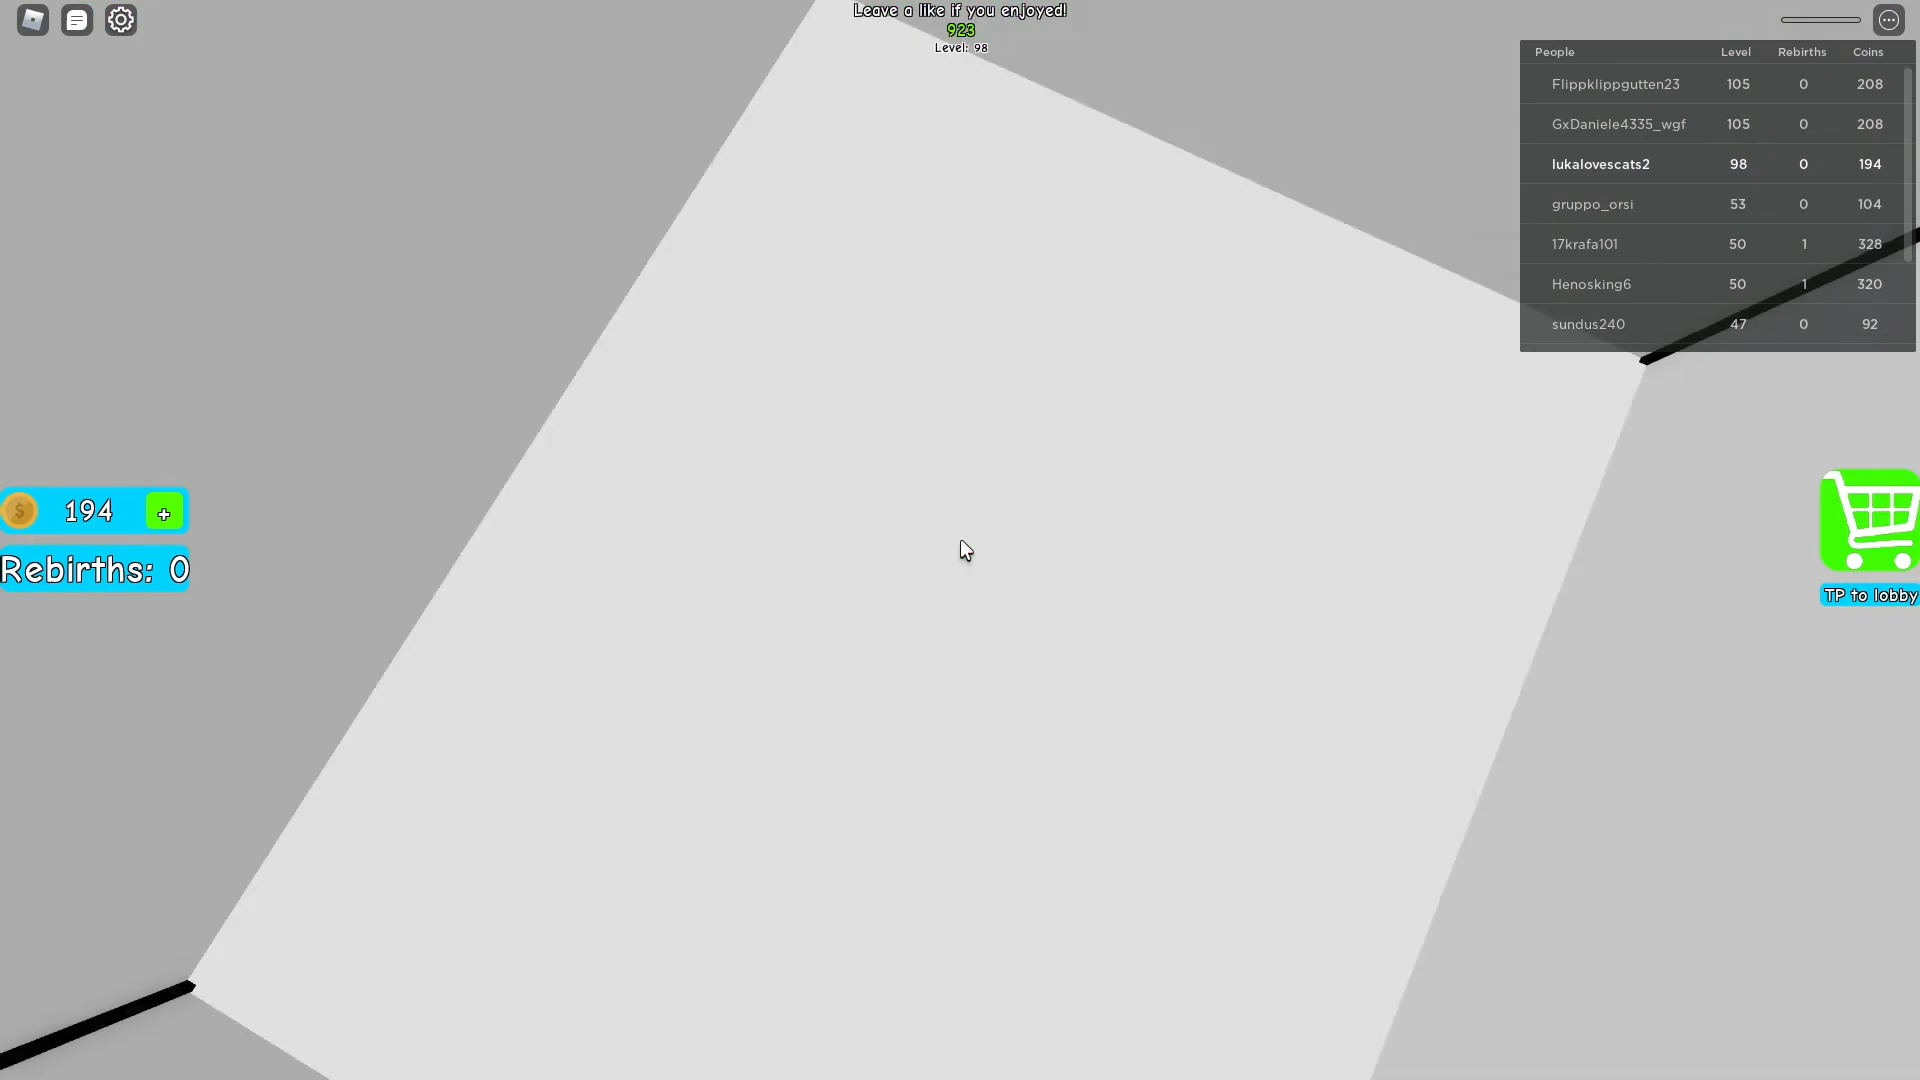 Leave a like if you enjoyed!
923
Level: 98
People Level Rebirths Coins
Flippklippgutten23 105 0 208
GxDaniele4335_wgf 105 0 208
lukalovescats2 98 0 194
gruppo_orsi 53 0 104
17krafa101 50 1 328
Henosking6 50 1 320
sundus240 47 0 92
194 +
Rebirths: 0
TP to lobby